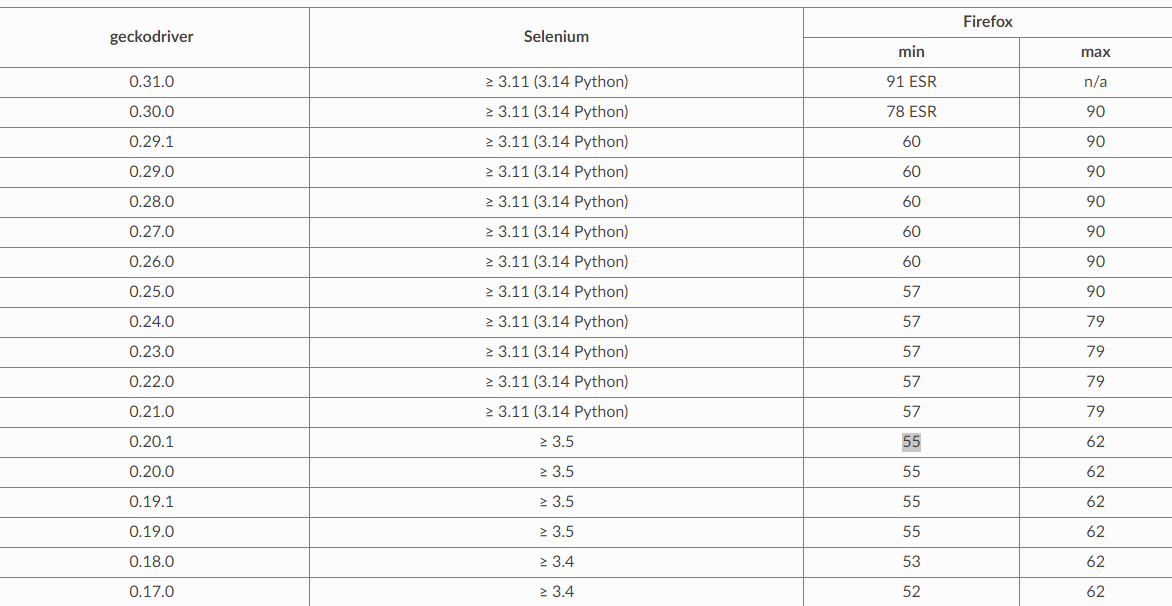 geckodriver Selenium Firefox
min max
0.31.0 ≥ 3.11 (3.14 Python) 91 ESR n/a
0.30.0 ≥ 3.11 (3.14 Python) 78 ESR 90
0.29.1 ≥ 3.11 (3.14 Python) 60 90
0.29.0 ≥ 3.11 (3.14 Python) 60 90
0.28.0 ≥ 3.11 (3.14 Python) 60 90
0.27.0 ≥ 3.11 (3.14 Python) 60 90
0.26.0 ≥ 3.11 (3.14 Python) 60 90
0.25.0 ≥ 3.11 (3.14 Python) 57 90
0.24.0 ≥ 3.11 (3.14 Python) 57 79
0.23.0 ≥ 3.11 (3.14 Python) 57 79
0.22.0 ≥ 3.11 (3.14 Python) 57 79
0.21.0 ≥ 3.11 (3.14 Python) 57 79
0.20.1 ≥ 3.5 55 62
0.20.0 ≥ 3.5 55 62
0.19.1 ≥ 3.5 55 62
0.19.0 ≥ 3.5 55 62
0.18.0 ≥ 3.4 53 62
0.17.0 ≥ 3.4 52 62